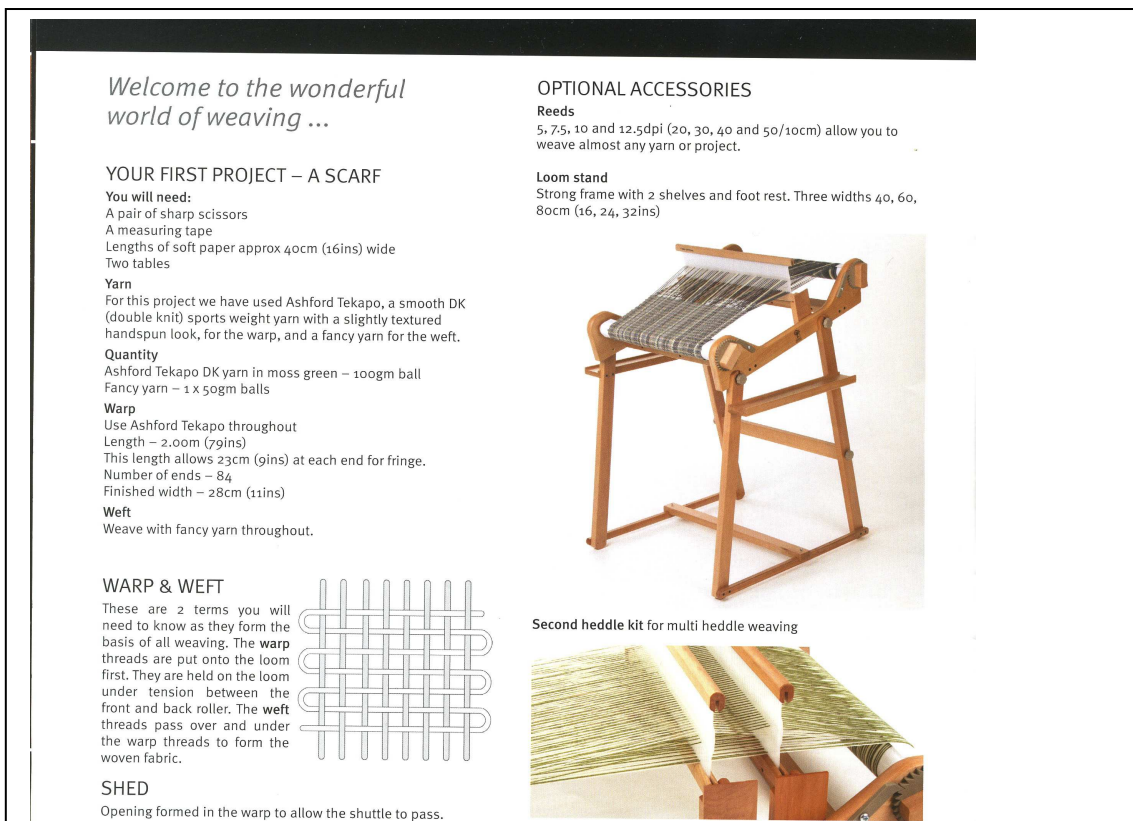 Welcome to the wonderful
world of weaving ...
YOUR FIRST PROJECT – A SCARF
You will need:
A pair of sharp scissors
A measuring tape
Lengths of soft paper approx 40cm (16ins) wide
Two tables
Yarn
For this project we have used Ashford Tekapo, a smooth DK
(double knit) sports weight yarn with a slightly textured
handspun look, for the warp, and a fancy yarn for the weft.
Quantity
Ashford Tekapo DK yarn in moss green – 100gm ball
Fancy yarn – 1 x 50gm balls
Warp
Use Ashford Tekapo throughout
Length – 2.00m (79ins)
This length allows 23cm (9ins) at each end for fringe.
Number of ends – 84
Finished width – 28cm (11ins)
Weft
Weave with fancy yarn throughout.
WARP & WEFT
These are 2 terms you will
need to know as they form the
basis of all weaving. The warp
threads are put onto the loom
first. They are held on the loom
under tension between the
front and back roller. The weft
threads pass over and under
the warp threads to form the
woven fabric.
SHED
Opening formed in the warp to allow the shuttle to pass.
OPTIONAL ACCESSORIES
Reeds
5, 7.5, 10 and 12.5dpi (20, 30, 40 and 50/10cm) allow you to
weave almost any yarn or project.
Loom stand
Strong frame with 2 shelves and foot rest. Three widths 40, 60,
80cm (16, 24, 32ins)
Second heddle kit for multi heddle weaving